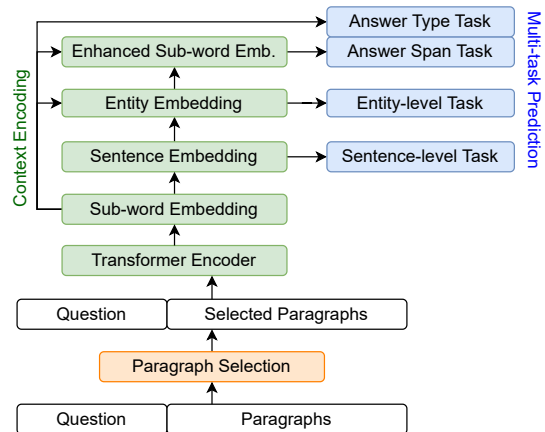 Answer Type Task
Enhanced Sub-word Emb.
Answer Span Task
Entity Embedding
Entity-level Task
Sentence Embedding
Sentence-level Task
Sub-word Embedding
Transformer Encoder
Question
Selected Paragraphs
Paragraph Selection
Question
Paragraphs
Context Encoding
Multi-task Prediction